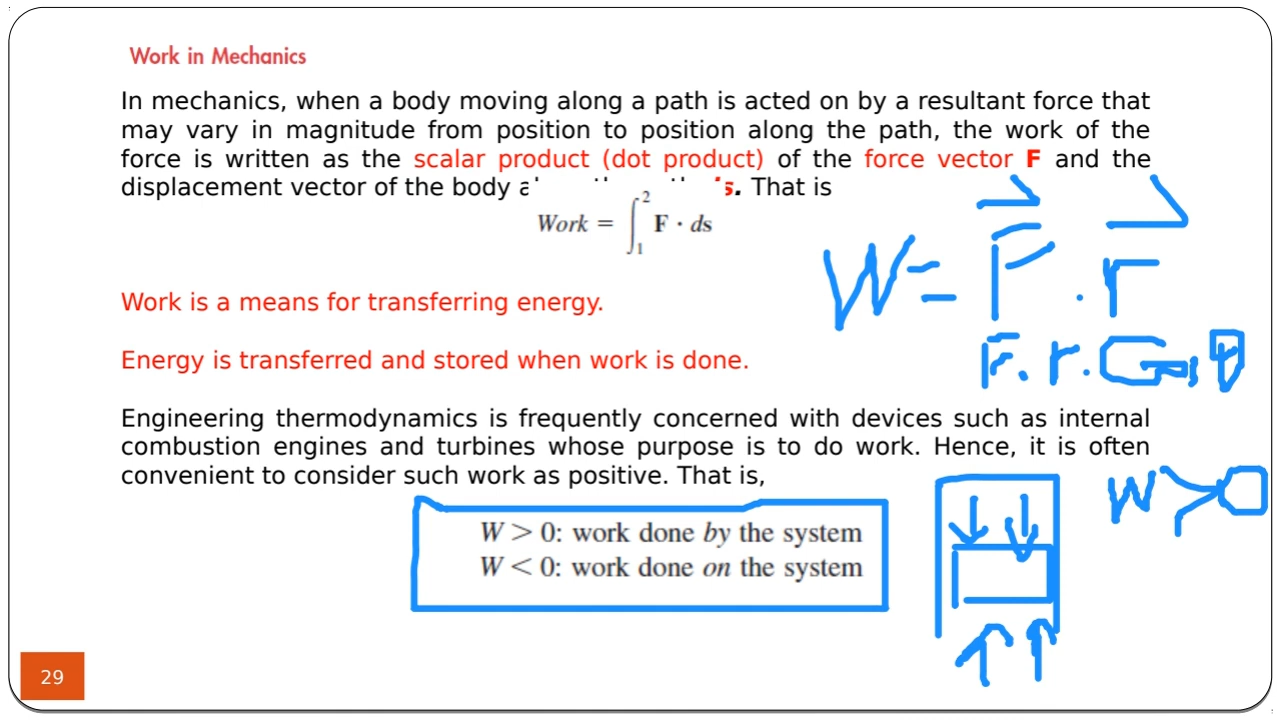 Work in Mechanics
In mechanics, when a body moving along a path is acted on by a resultant force that
may vary in magnitude from position to position along the path, the work of the
force is written as the scalar product (dot product) of the force vector F and the
displacement vector of the body s. That is
Work = ∫₁² F · ds
W = F⃗ . r⃗
Work is a means for transferring energy.
F. r.
Energy is transferred and stored when work is done.
Engineering thermodynamics is frequently concerned with devices such as internal
combustion engines and turbines whose purpose is to do work. Hence, it is often
convenient to consider such work as positive. That is,
W > 0
W > 0: work done by the system
W < 0: work done on the system
29